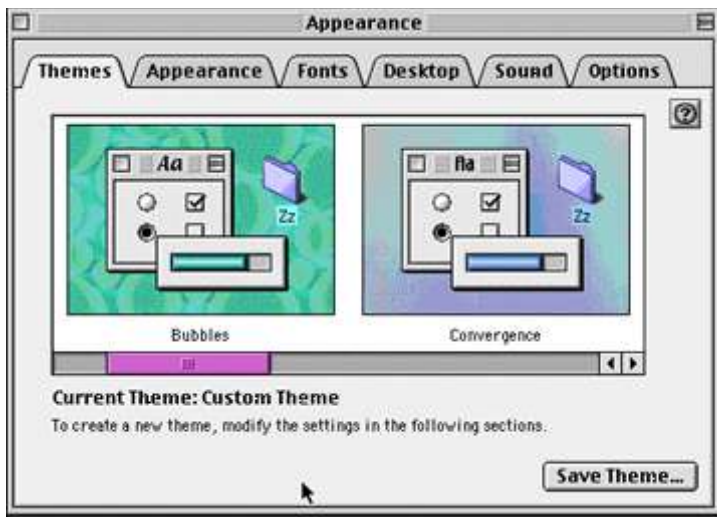 Appearance
Themes Appearance Fonts Desktop Sound Options
?
Aa Aa
Zz Zz
Bubbles Convergence
Current Theme: Custom Theme
To create a new theme, modify the settings in the following sections.
Save Theme...